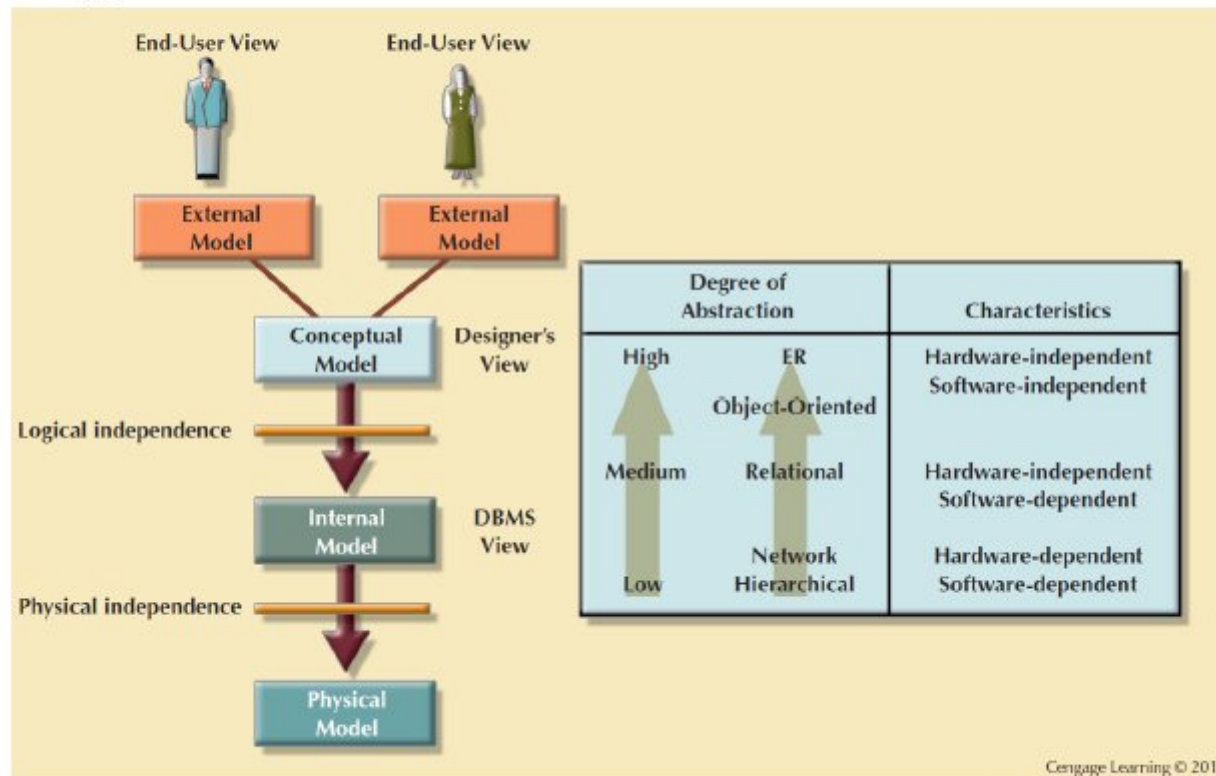 End-User View
End-User View
External
Model
External
Model
Conceptual
Model
Designer's
View
Logical independence
Internal
Model
DBMS
View
Physical independence
Physical
Model
Degree of
Abstraction
Characteristics
High
ER
Hardware-independent
Software-independent
Object-Oriented
Medium
Relational
Hardware-independent
Software-dependent
Low
Network
Hierarchical
Hardware-dependent
Software-dependent
Cengage Learning ©